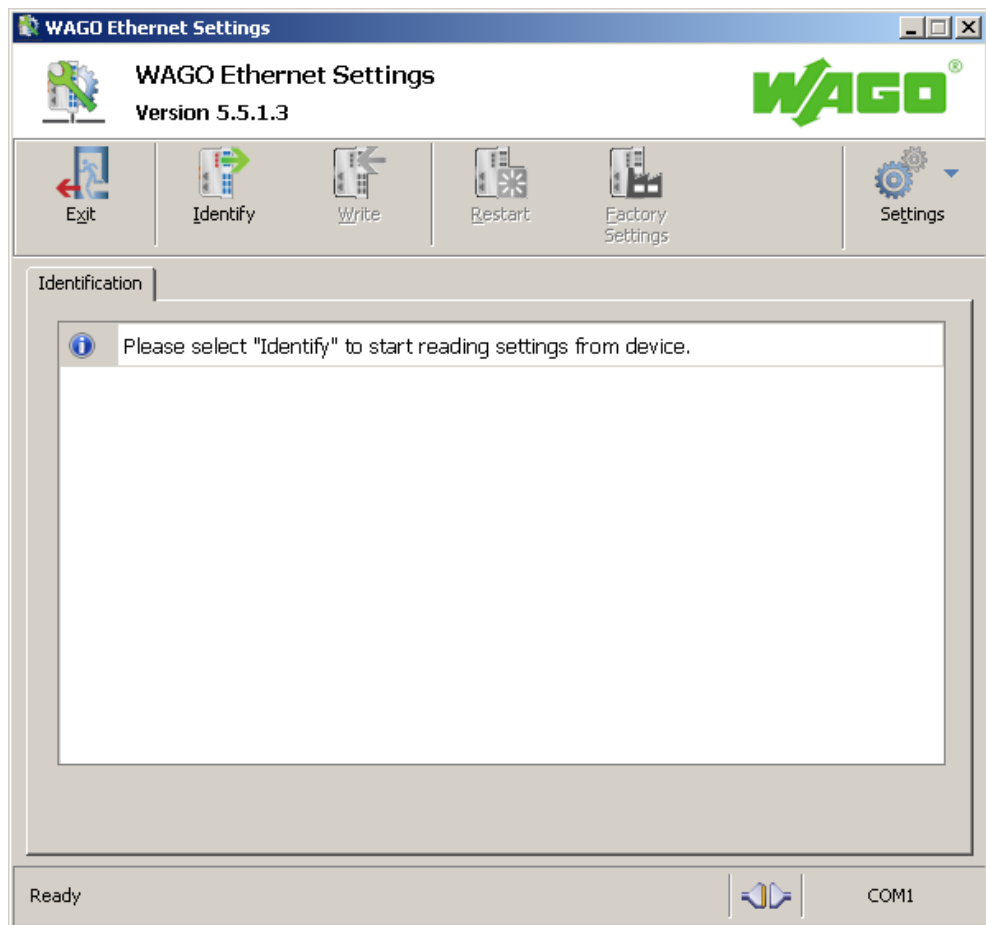 WAGO Ethernet Settings
WAGO Ethernet Settings
Version 5.5.1.3
WAGO®
Exit
Identify
Write
Restart
Factory
Settings
Settings
Identification
Please select "Identify" to start reading settings from device.
Ready
COM1